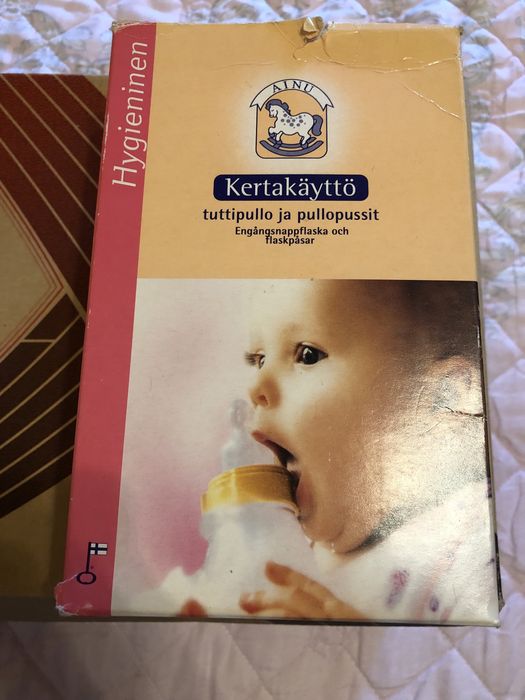 Hygieninen
AINU
Kertakäyttö
tuttipullo ja pullopussit
Engångsnappflaska och
flaskpåsar